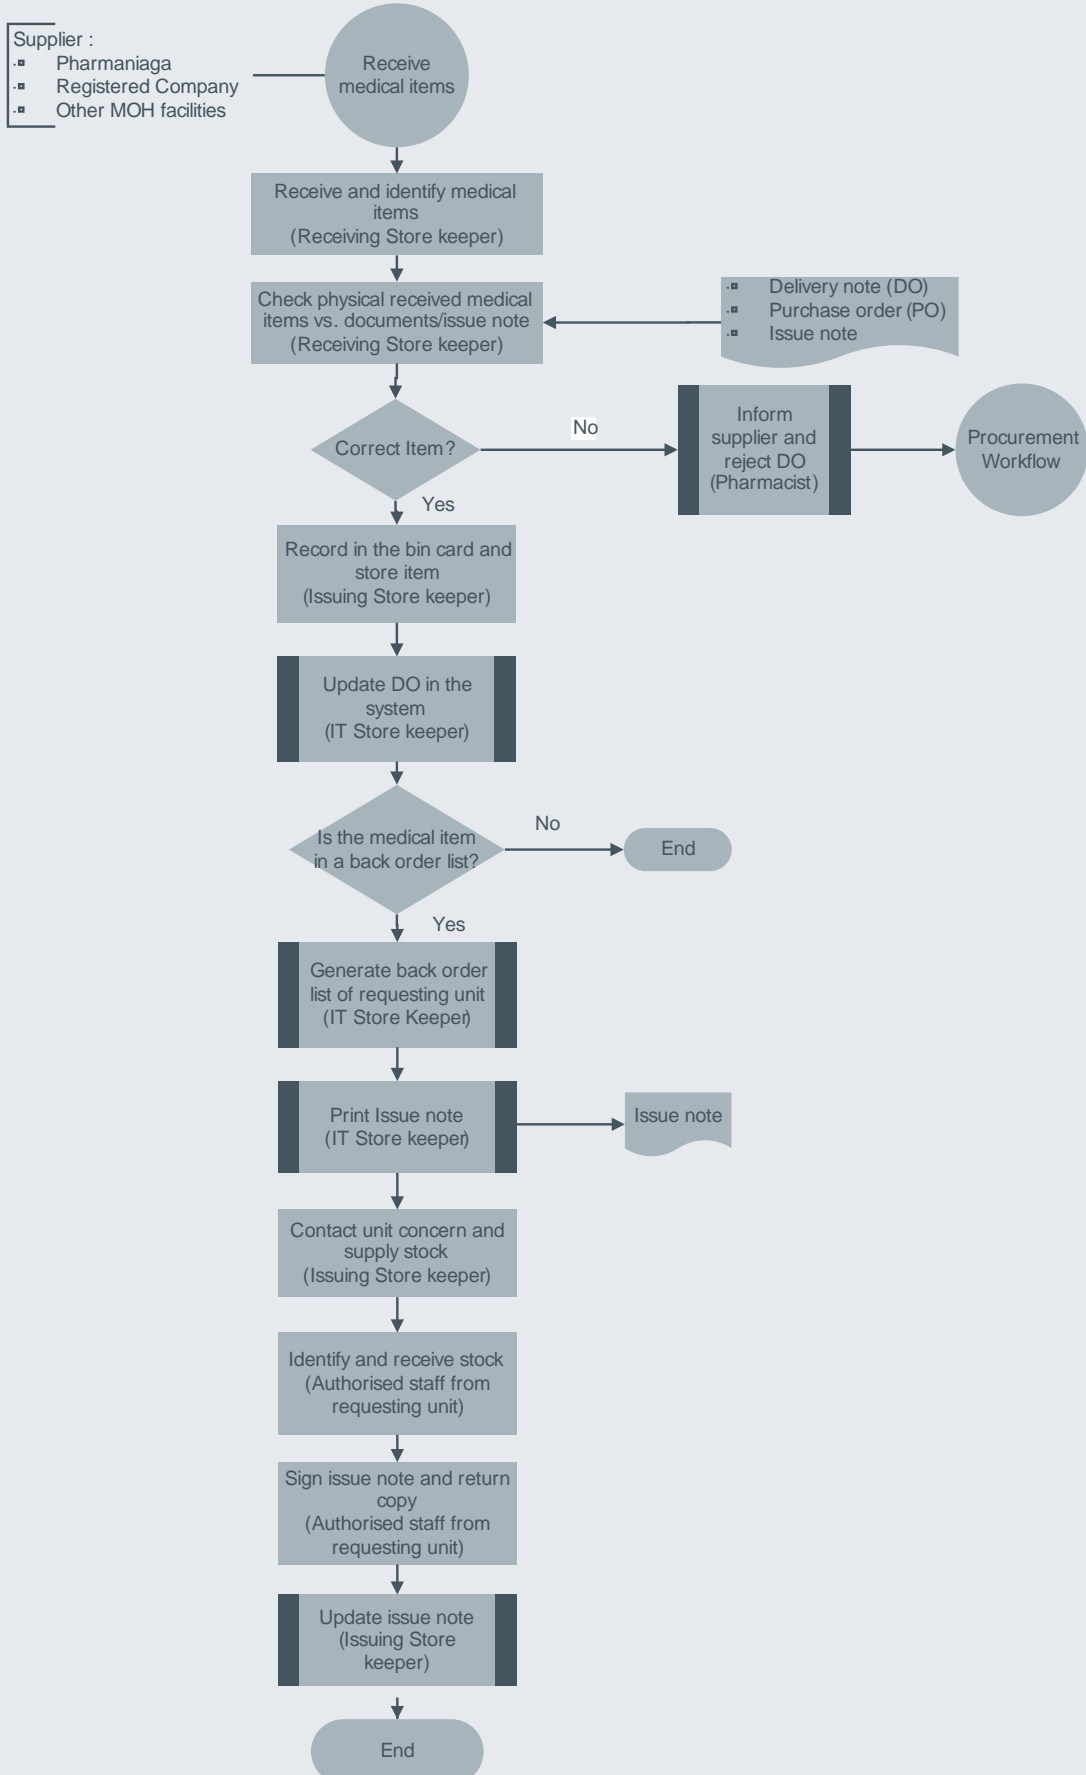 Supplier :
Pharmaniaga
Registered Company
Other MOH facilities
Receive
medical items
Receive and identify medical
items
(Receiving Store keeper)
Check physical received medical
items vs. documents/issue note
(Receiving Store keeper)
Delivery note (DO)
Purchase order (PO)
Issue note
Correct Item?
No
Inform
supplier and
reject DO
(Pharmacist)
Procurement
Workflow
Yes
Record in the bin card and
store item
(Issuing Store keeper)
Update DO in the
system
(IT Store keeper)
Is the medical item
in a back order list?
No
End
Yes
Generate back order
list of requesting unit
(IT Store Keeper)
Print Issue note
(IT Store keeper)
Issue note
Contact unit concern and
supply stock
(Issuing Store keeper)
Identify and receive stock
(Authorised staff from
requesting unit)
Sign issue note and return
copy
(Authorised staff from
requesting unit)
Update issue note
(Issuing Store
keeper)
End